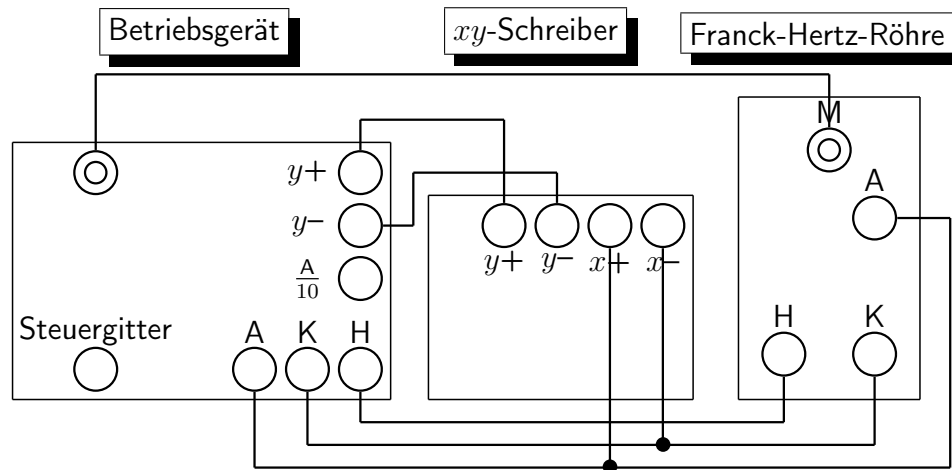 Betriebsgerät
xy-Schreiber
Franck-Hertz-Röhre
y+
y−
A/10
Steuergitter
A K H
y+ y− x+ x−
M
A
H K